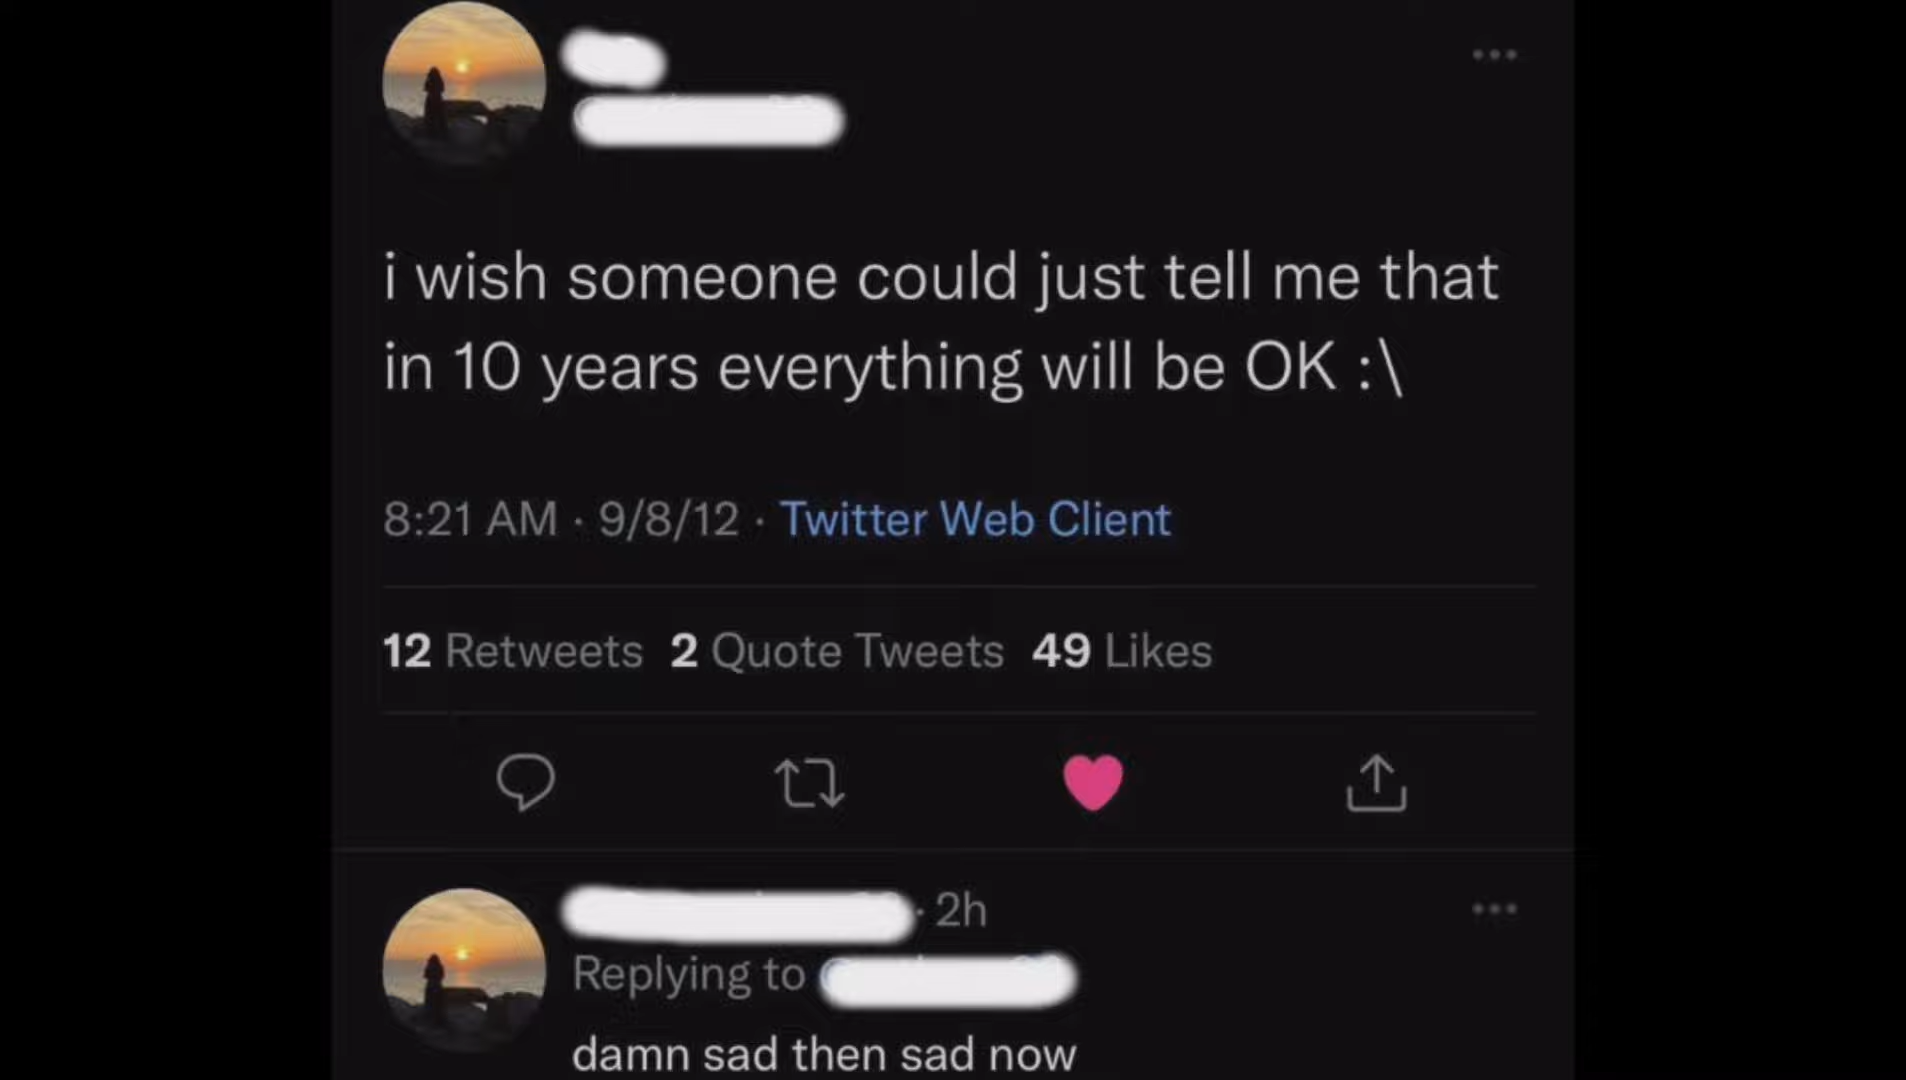 i wish someone could just tell me that
in 10 years everything will be OK :\
8:21 AM · 9/8/12 · Twitter Web Client
12 Retweets 2 Quote Tweets 49 Likes
· 2h
Replying to
damn sad then sad now